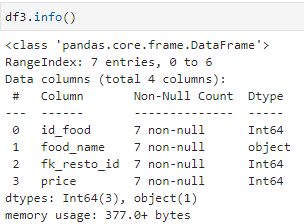 df3.info()
<class 'pandas.core.frame.DataFrame'>
RangeIndex: 7 entries, 0 to 6
Data columns (total 4 columns):
 #   Column      Non-Null Count  Dtype
---  ------      --------------  -----
 0   id_food     7 non-null      Int64
 1   food_name   7 non-null      object
 2   fk_resto_id 7 non-null      Int64
 3   price       7 non-null      Int64
dtypes: Int64(3), object(1)
memory usage: 377.0+ bytes